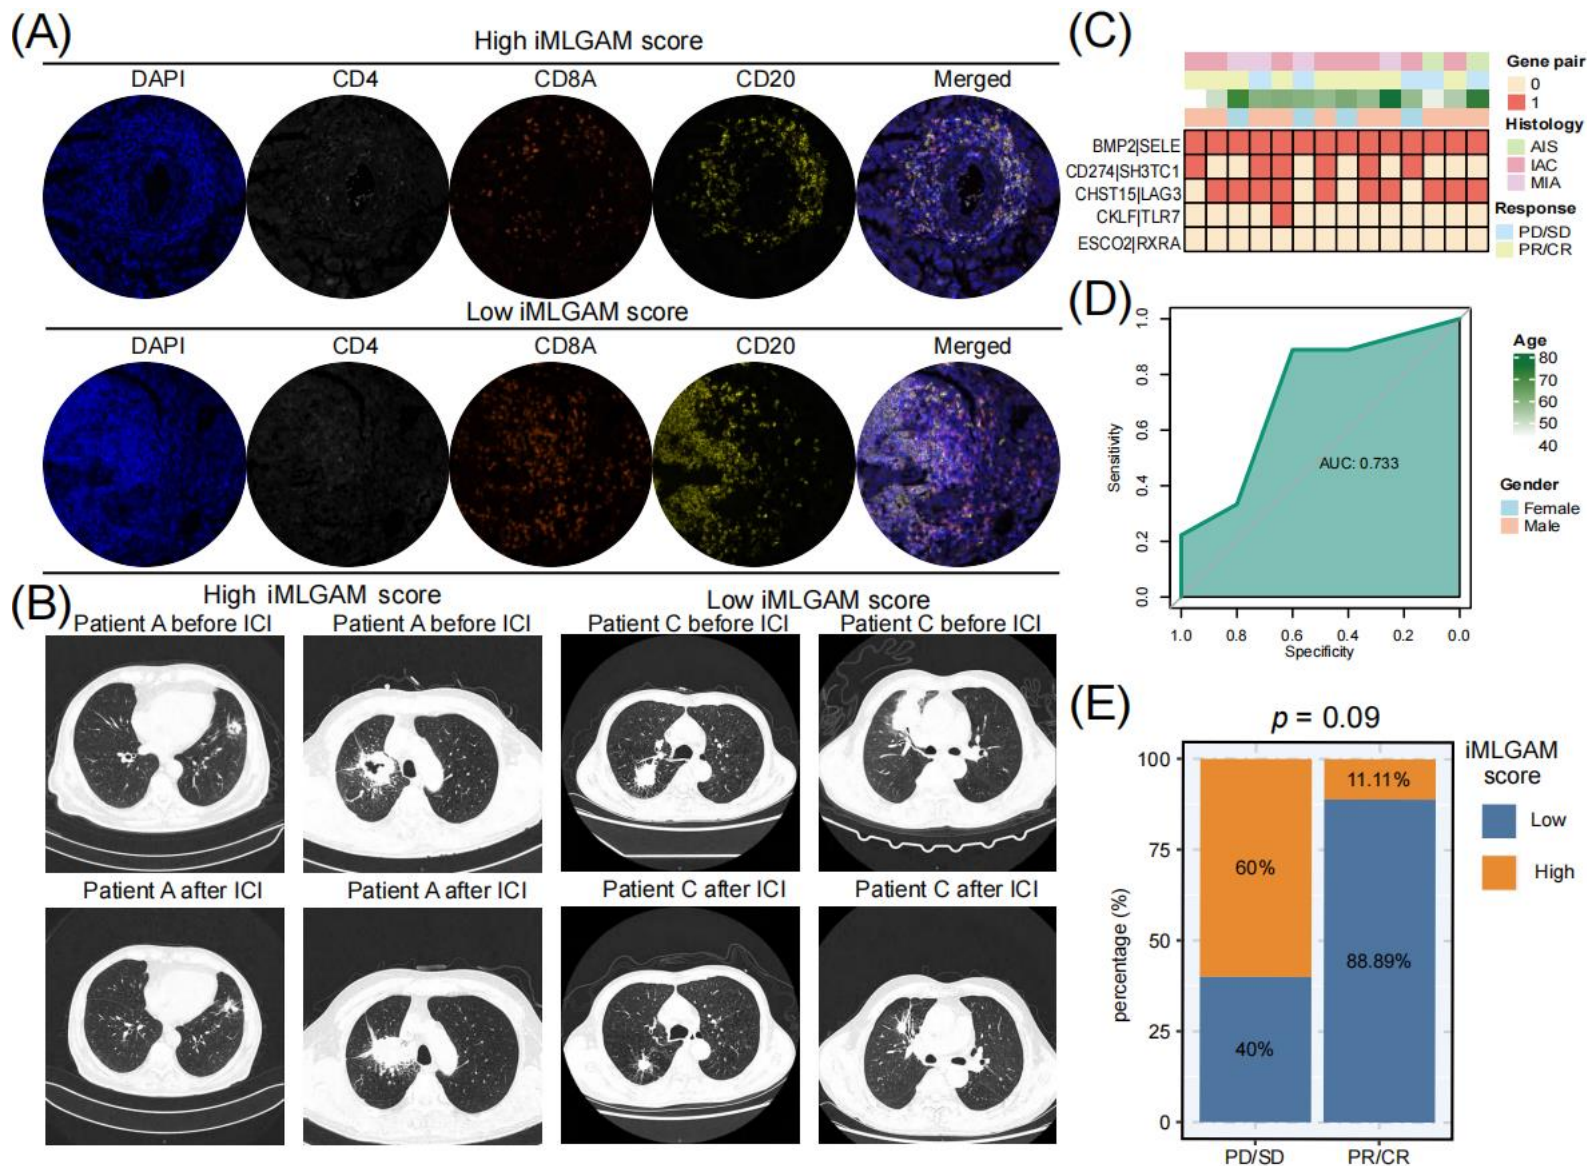 (A)
High iMLGAM score
DAPI CD4 CD8A CD20 Merged
Low iMLGAM score
DAPI CD4 CD8A CD20 Merged
(B)
High iMLGAM score Low iMLGAM score
Patient A before ICI Patient A before ICI Patient C before ICI Patient C before ICI
Patient A after ICI Patient A after ICI Patient C after ICI Patient C after ICI
(C)
BMP2|SELE
CD274|SH3TC1
CHST15|LAG3
CKLF|TLR7
ESCO2|RXRA
Gene pair
0
1
Histology
AIS
IAC
MIA
Response
PD/SD
PR/CR
Age
80
70
60
50
40
Gender
Female
Male
(D)
Sensitivity
1.0
0.8
0.6
0.4
0.2
0.0
AUC: 0.733
1.0 0.8 0.6 0.4 0.2 0.0
Specificity
(E)
p = 0.09
percentage (%)
100
75
50
25
0
60%
40%
11.11%
88.89%
PD/SD PR/CR
iMLGAM
score
Low
High